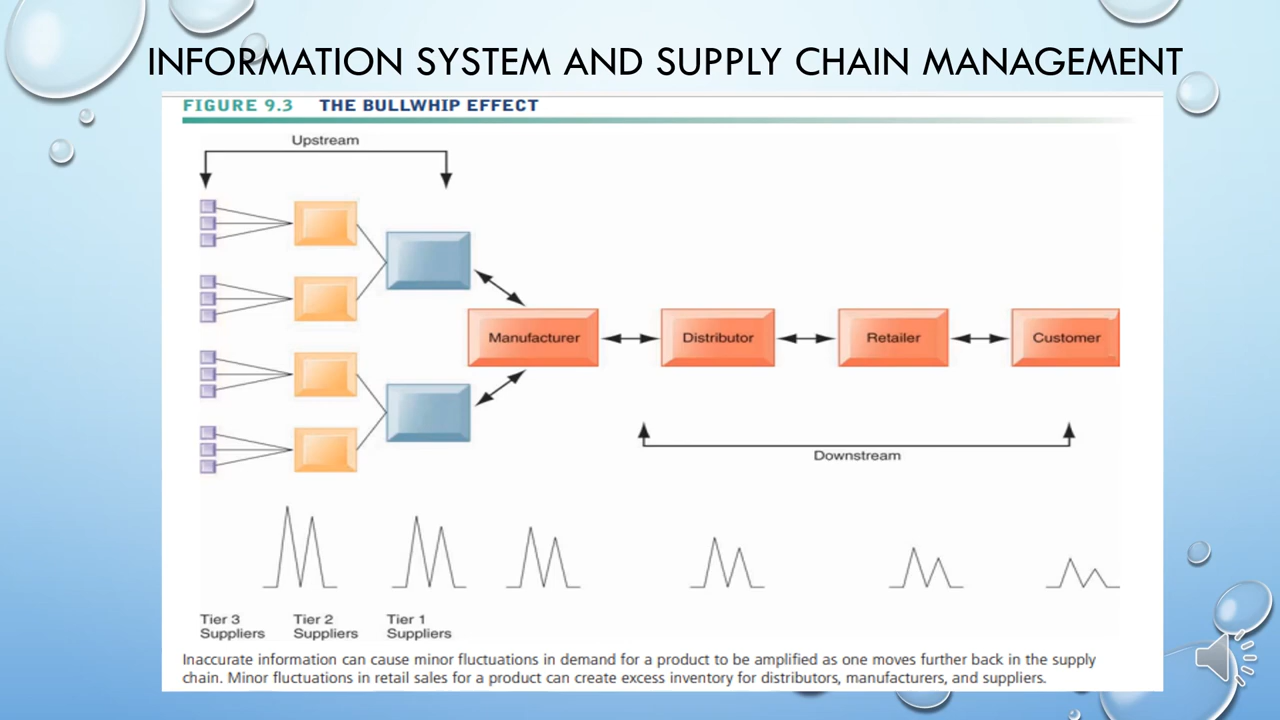 INFORMATION SYSTEM AND SUPPLY CHAIN MANAGEMENT
FIGURE 9.3 THE BULLWHIP EFFECT
Upstream
Manufacturer
Distributor
Retailer
Customer
Downstream
Tier 3
Suppliers
Tier 2
Suppliers
Tier 1
Suppliers
Inaccurate information can cause minor fluctuations in demand for a product to be amplified as one moves further back in the supply
chain. Minor fluctuations in retail sales for a product can create excess inventory for distributors, manufacturers, and suppliers.